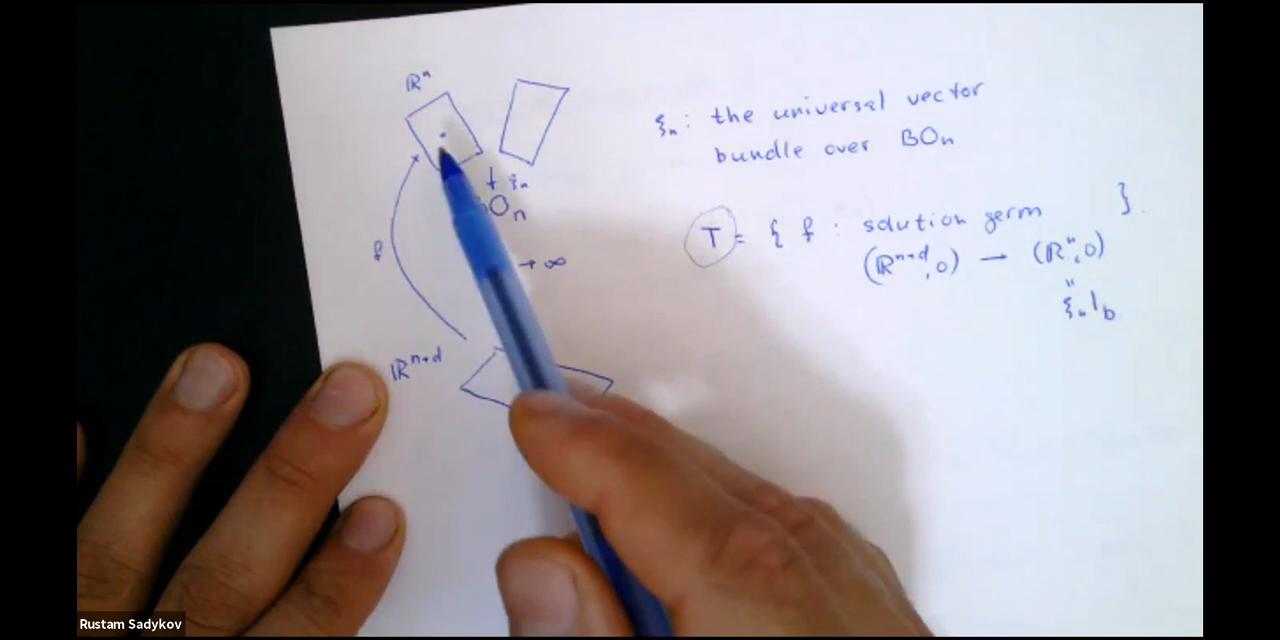 ℝⁿ
ξₙ : the universal vector
bundle over BOₙ
↓ ξₙ
Oₙ
T = { f : solution germ }.
(ℝⁿ⁺ᵈ, 0) → (ℝⁿ, 0)
f
→ ∞
"
ξₙ|b
ℝⁿ⁺ᵈ
Rustam Sadykov